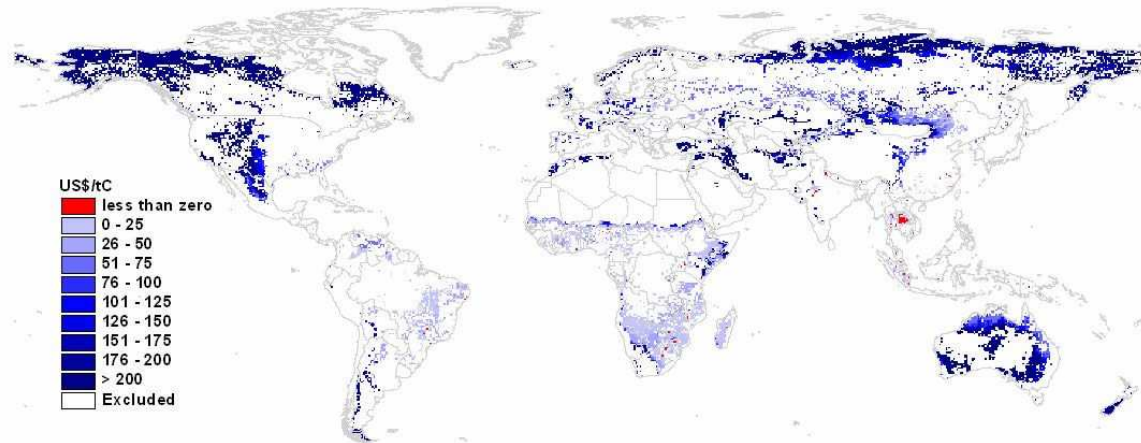 US$/tC
less than zero
0 - 25
26 - 50
51 - 75
76 - 100
101 - 125
126 - 150
151 - 175
176 - 200
> 200
Excluded